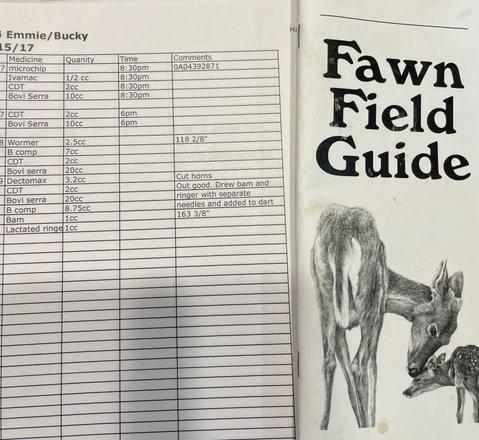 Emmie/Bucky
15/17
Medicine Quanity Time Comments
7 microchip 8:30pm 0A04392871
Ivamac 1/2 cc 8:30pm
CDT 2cc 8:30pm
Bovi Serra 10cc 8:30pm
7 CDT 2cc 6pm
Bovi Serra 10cc 6pm
8 Wormer 2.5cc 118 2/8"
B comp 7cc
CDT 2cc
Bovi serra 20cc
9 Dectomax 3.2cc Cut horns
CDT 2cc Out good. Drew bam and
Bovi serra 20cc ringer with separate
B comp 8.75cc needles and added to dart
Bam 1cc 163 3/8"
Lactated ringe 1cc
Fawn
Field
Guide